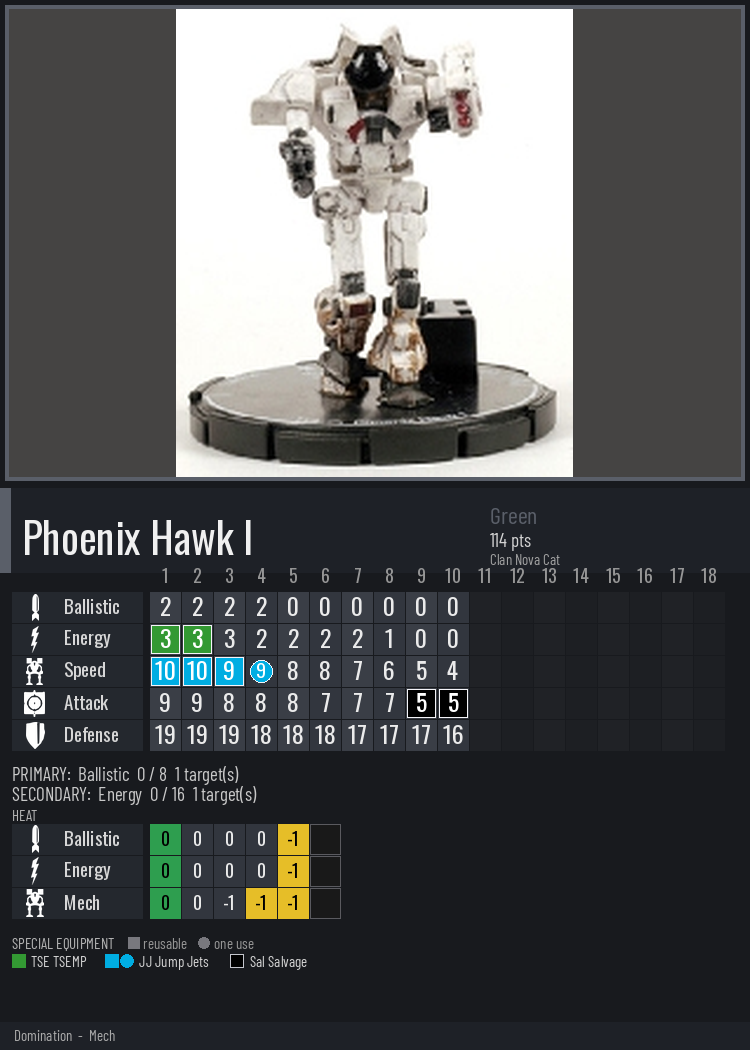 Phoenix Hawk I
Green
114 pts
Clan Nova Cat
1 2 3 4 5 6 7 8 9 10 11 12 13 14 15 16 17 18
Ballistic 2 2 2 2 0 0 0 0 0 0
Energy 3 3 3 2 2 2 2 1 0 0
Speed 10 10 9 9 8 8 7 6 5 4
Attack 9 9 8 8 8 7 7 7 5 5
Defense 19 19 19 18 18 18 17 17 17 16
PRIMARY: Ballistic 0 / 8 1 target(s)
SECONDARY: Energy 0 / 16 1 target(s)
HEAT
Ballistic 0 0 0 0 -1
Energy 0 0 0 0 -1
Mech 0 0 -1 -1 -1
SPECIAL EQUIPMENT reusable one use
TSE TSEMP JJ Jump Jets Sal Salvage
Domination - Mech